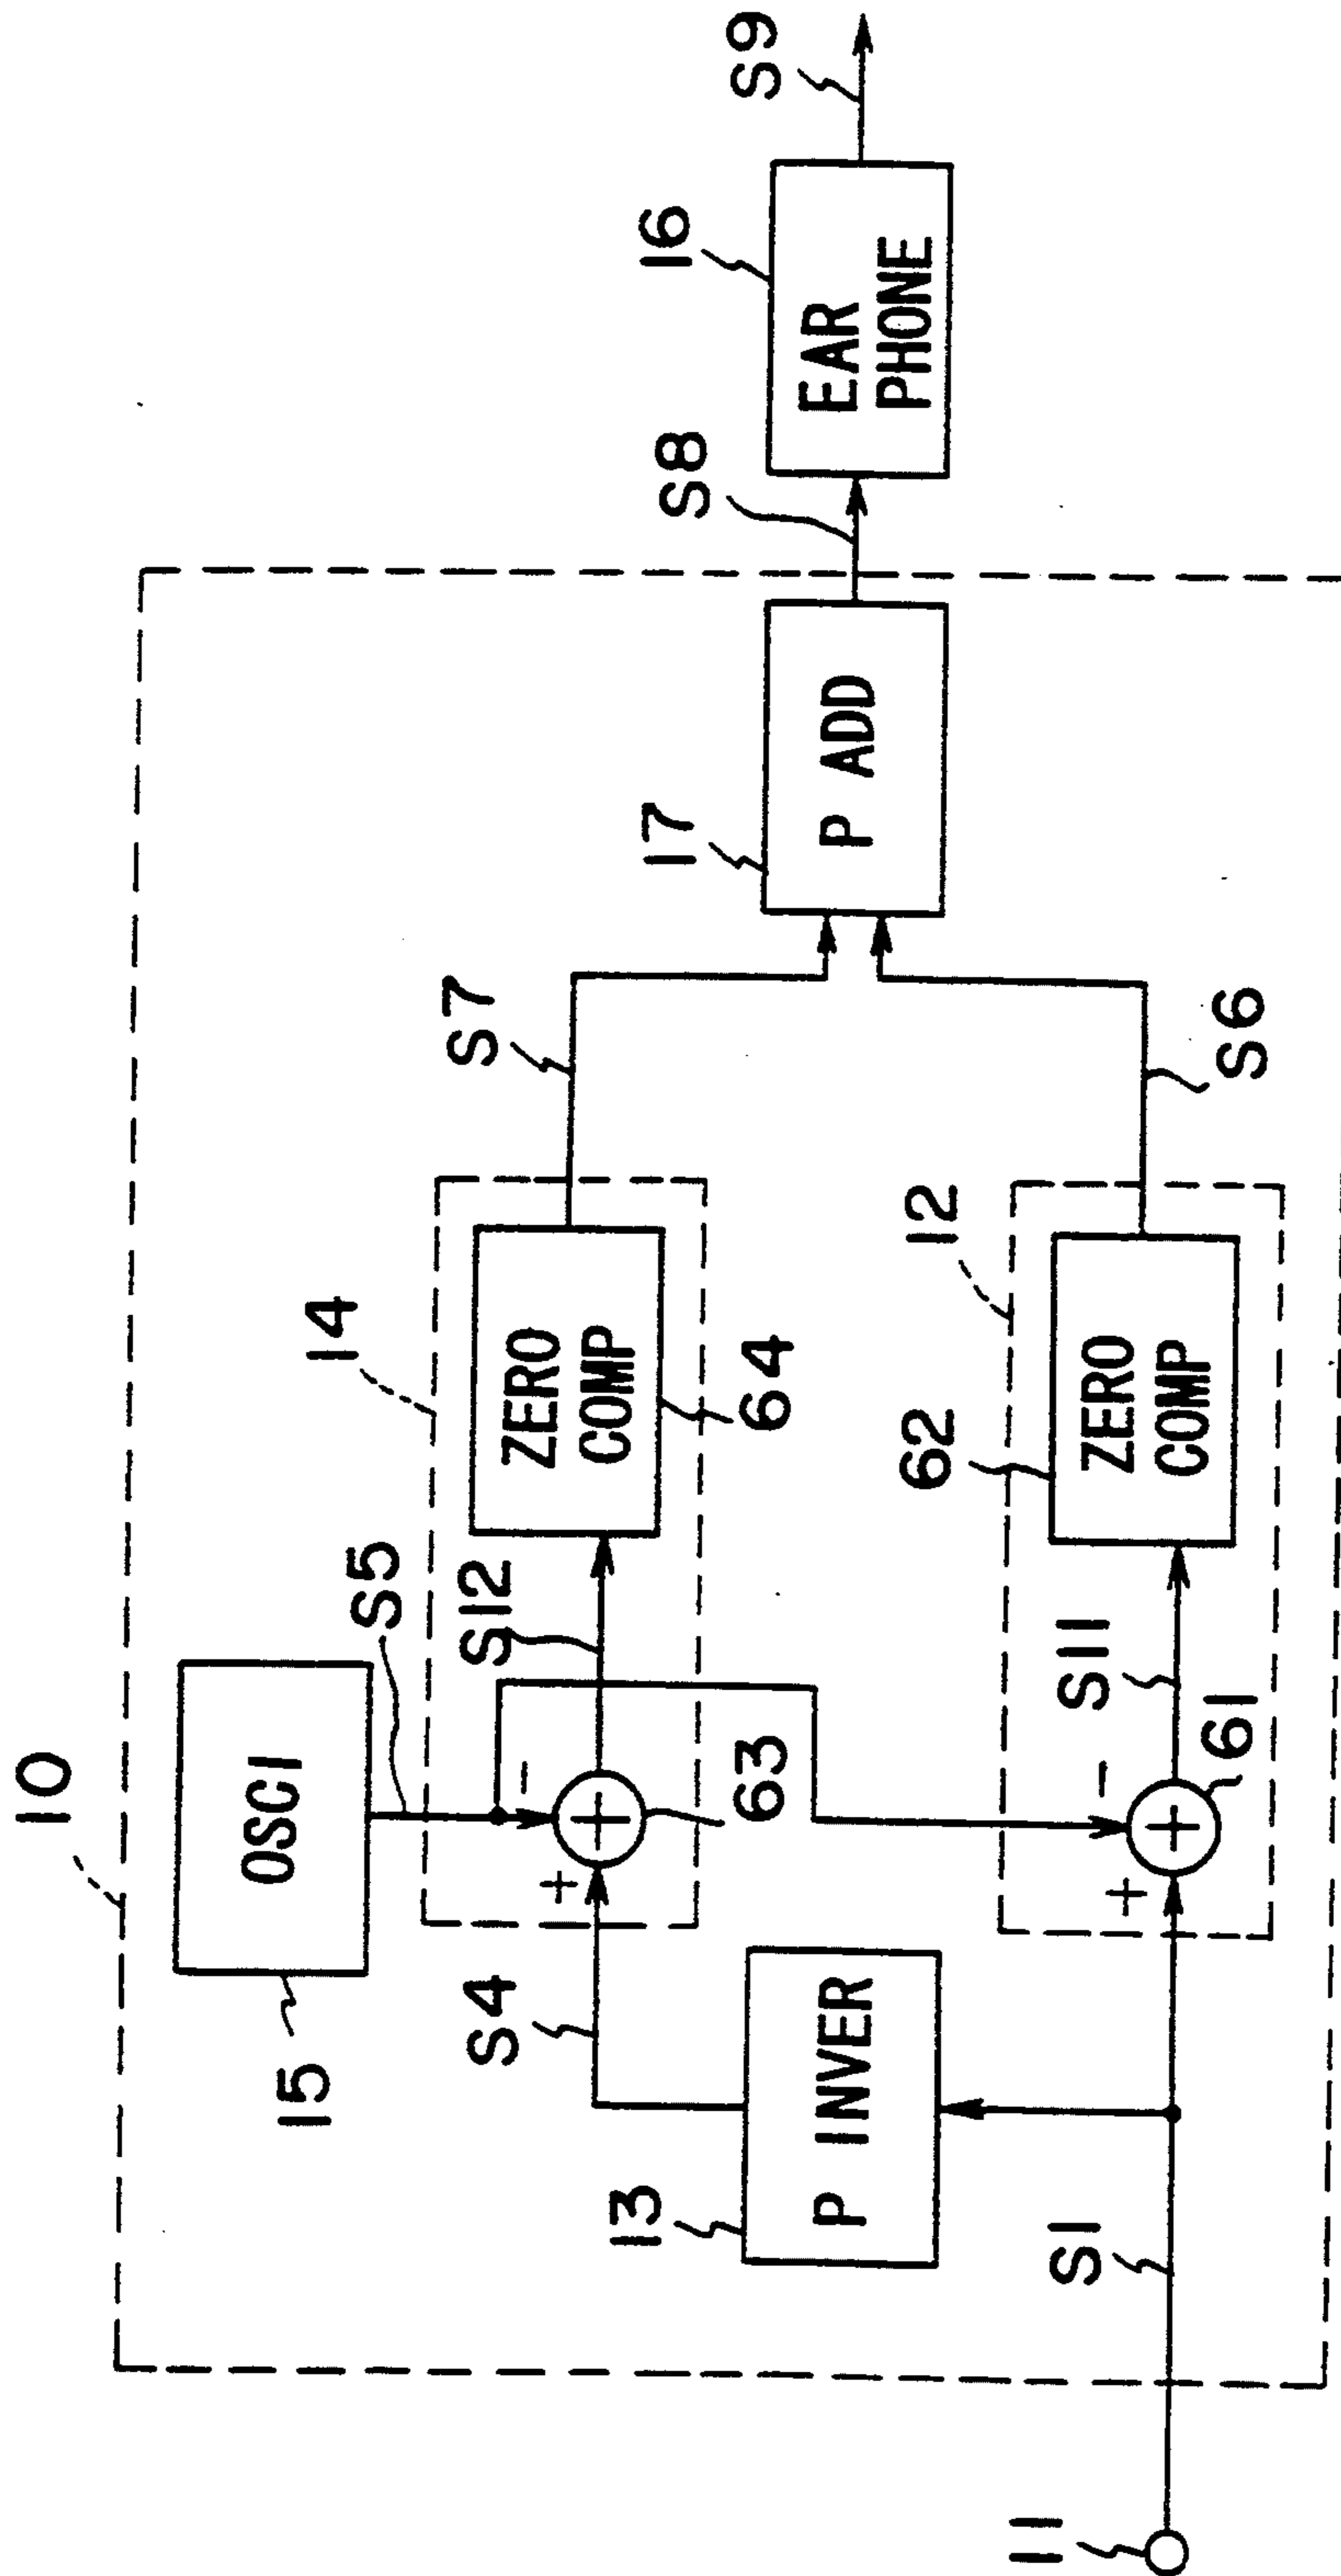 10
15
OSCI
S5
14
S4
+
-
63
S12
ZERO
COMP
64
S7
13
P INVER
17
P ADD
S8
16
EAR
PHONE
S9
12
62
ZERO
COMP
S6
11
S1
+
-
61
S11